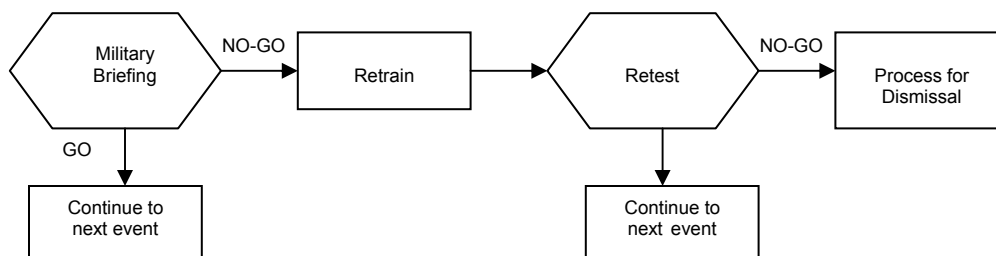 Military
Briefing
NO-GO
Retrain
Retest
NO-GO
Process for
Dismissal
GO
Continue to
next event
Continue to
next event